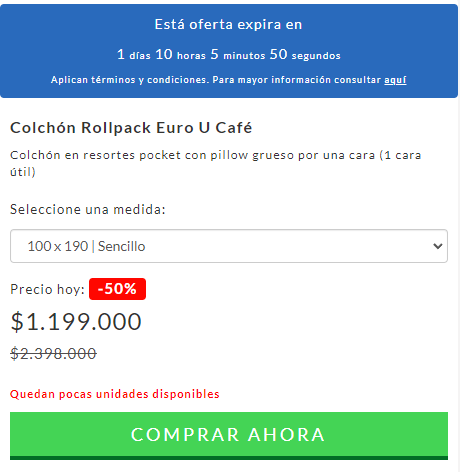 Está oferta expira en
1 días 10 horas 5 minutos 50 segundos
Aplican términos y condiciones. Para mayor información consultar aquí
Colchón Rollpack Euro U Café
Colchón en resortes pocket con pillow grueso por una cara (1 cara
útil)
Seleccione una medida:
100 x 190 | Sencillo
Precio hoy: -50%
$1.199.000
$2.398.000
Quedan pocas unidades disponibles
COMPRAR AHORA